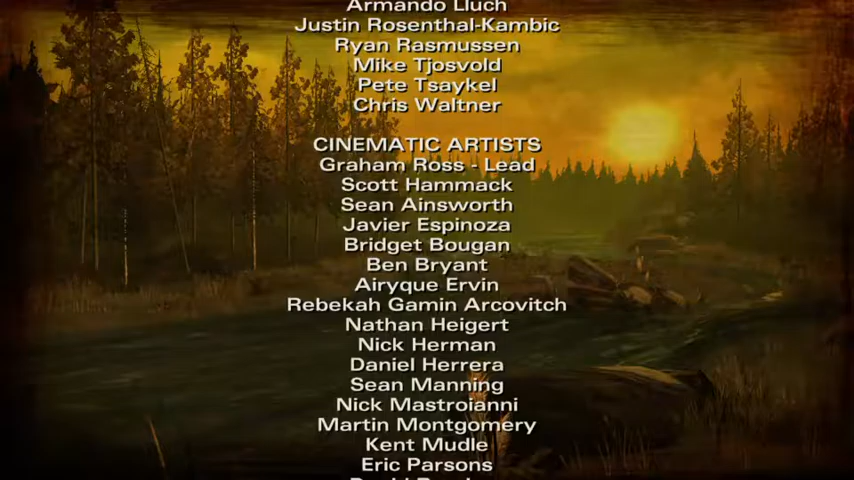 Armando Lluch
Justin Rosenthal-Kambic
Ryan Rasmussen
Mike Tjosvold
Pete Tsaykel
Chris Waltner
CINEMATIC ARTISTS
Graham Ross - Lead
Scott Hammack
Sean Ainsworth
Javier Espinoza
Bridget Bougan
Ben Bryant
Airyque Ervin
Rebekah Gamin Arcovitch
Nathan Heigert
Nick Herman
Daniel Herrera
Sean Manning
Nick Mastroianni
Martin Montgomery
Kent Mudle
Eric Parsons